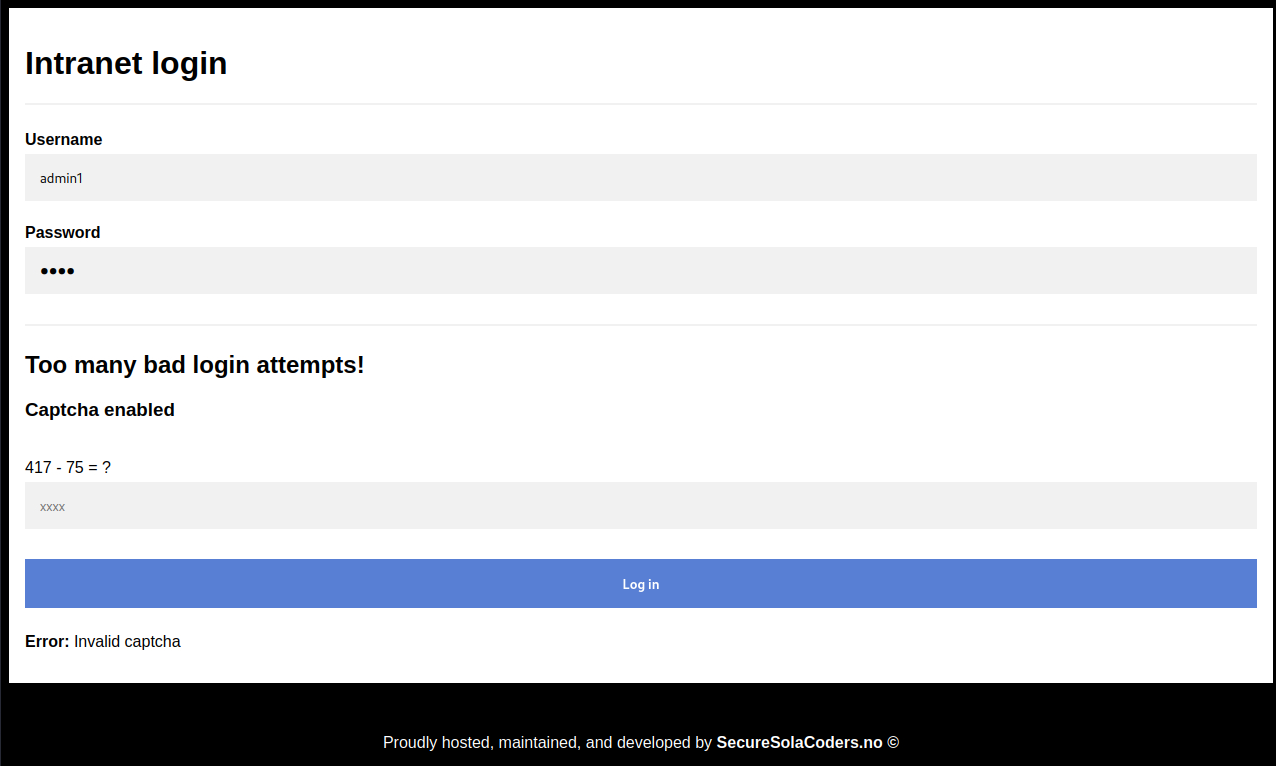 Intranet login
Username
admin1
Password
••••
Too many bad login attempts!
Captcha enabled
417 - 75 = ?
xxxx
Log in
Error: Invalid captcha
Proudly hosted, maintained, and developed by SecureSolaCoders.no ©